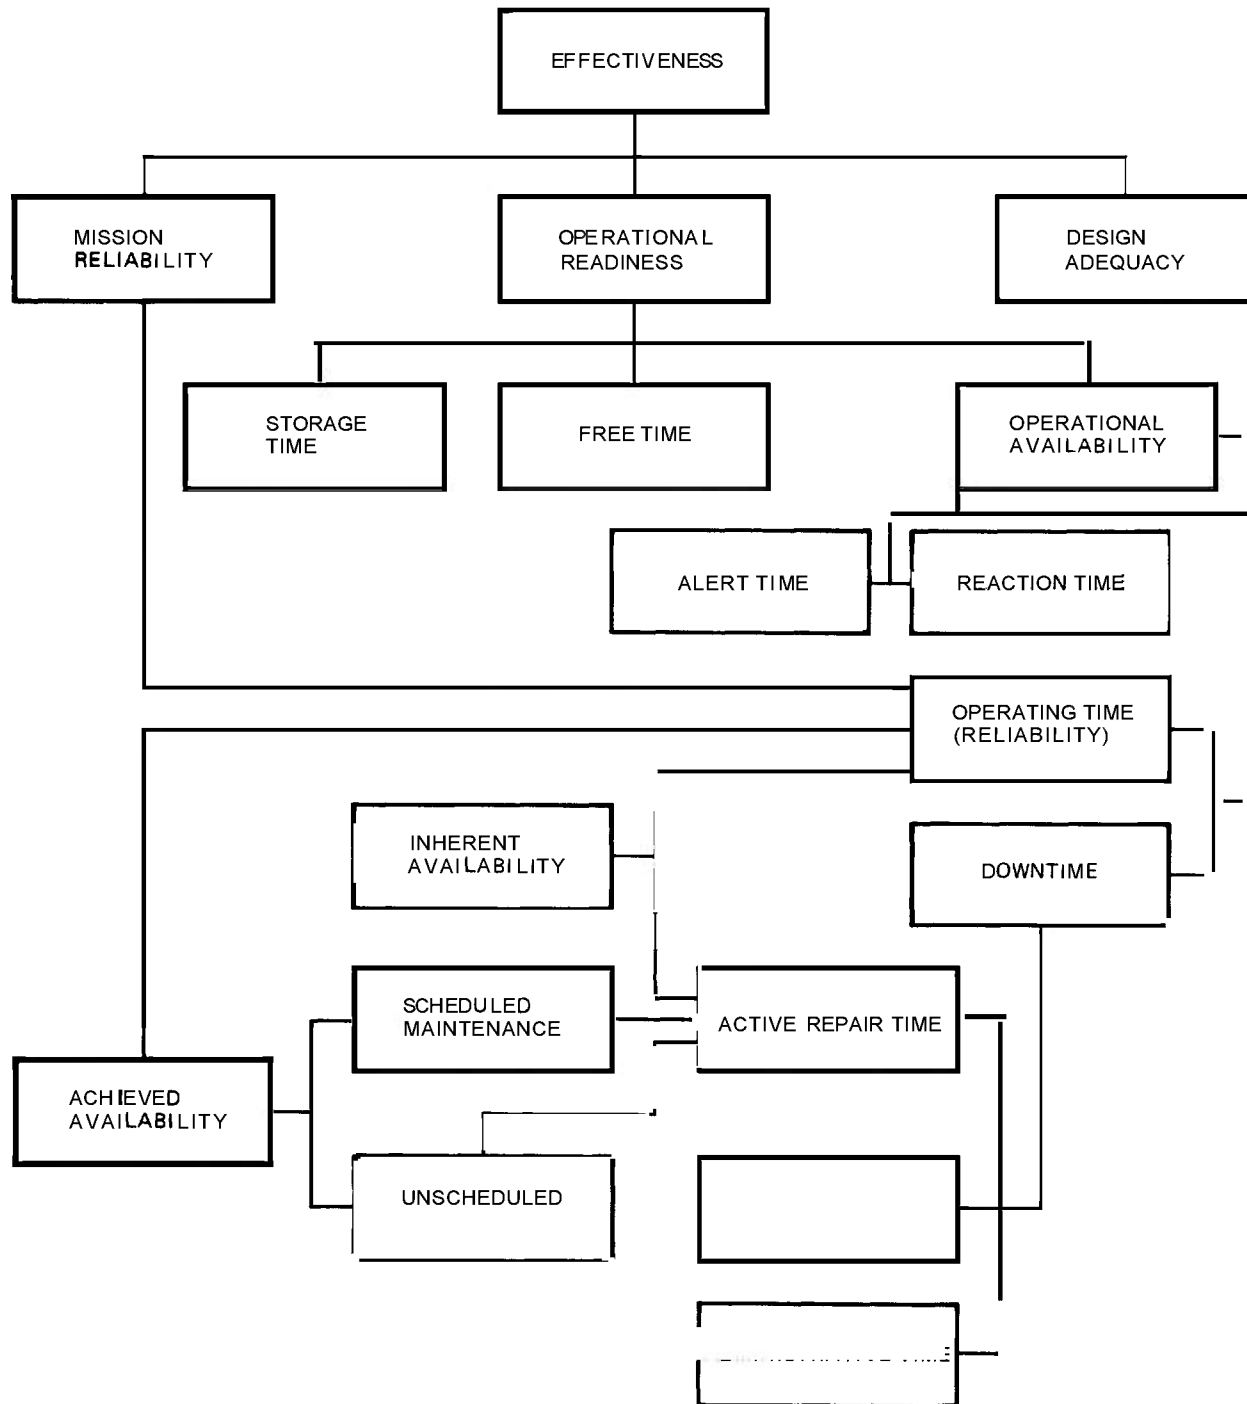 EFFECTIVENESS
MISSION
RELIABILITY
OPERATIONAL
READINESS
DESIGN
ADEQUACY
STORAGE
TIME
FREE TIME
OPERATIONAL
AVAILABILITY
ALERT TIME
REACTION TIME
OPERATING TIME
(RELIABILITY)
INHERENT
AVAILABILITY
DOWNTIME
SCHEDULED
MAINTENANCE
ACTIVE REPAIR TIME
ACHIEVED
AVAILABILITY
UNSCHEDULED